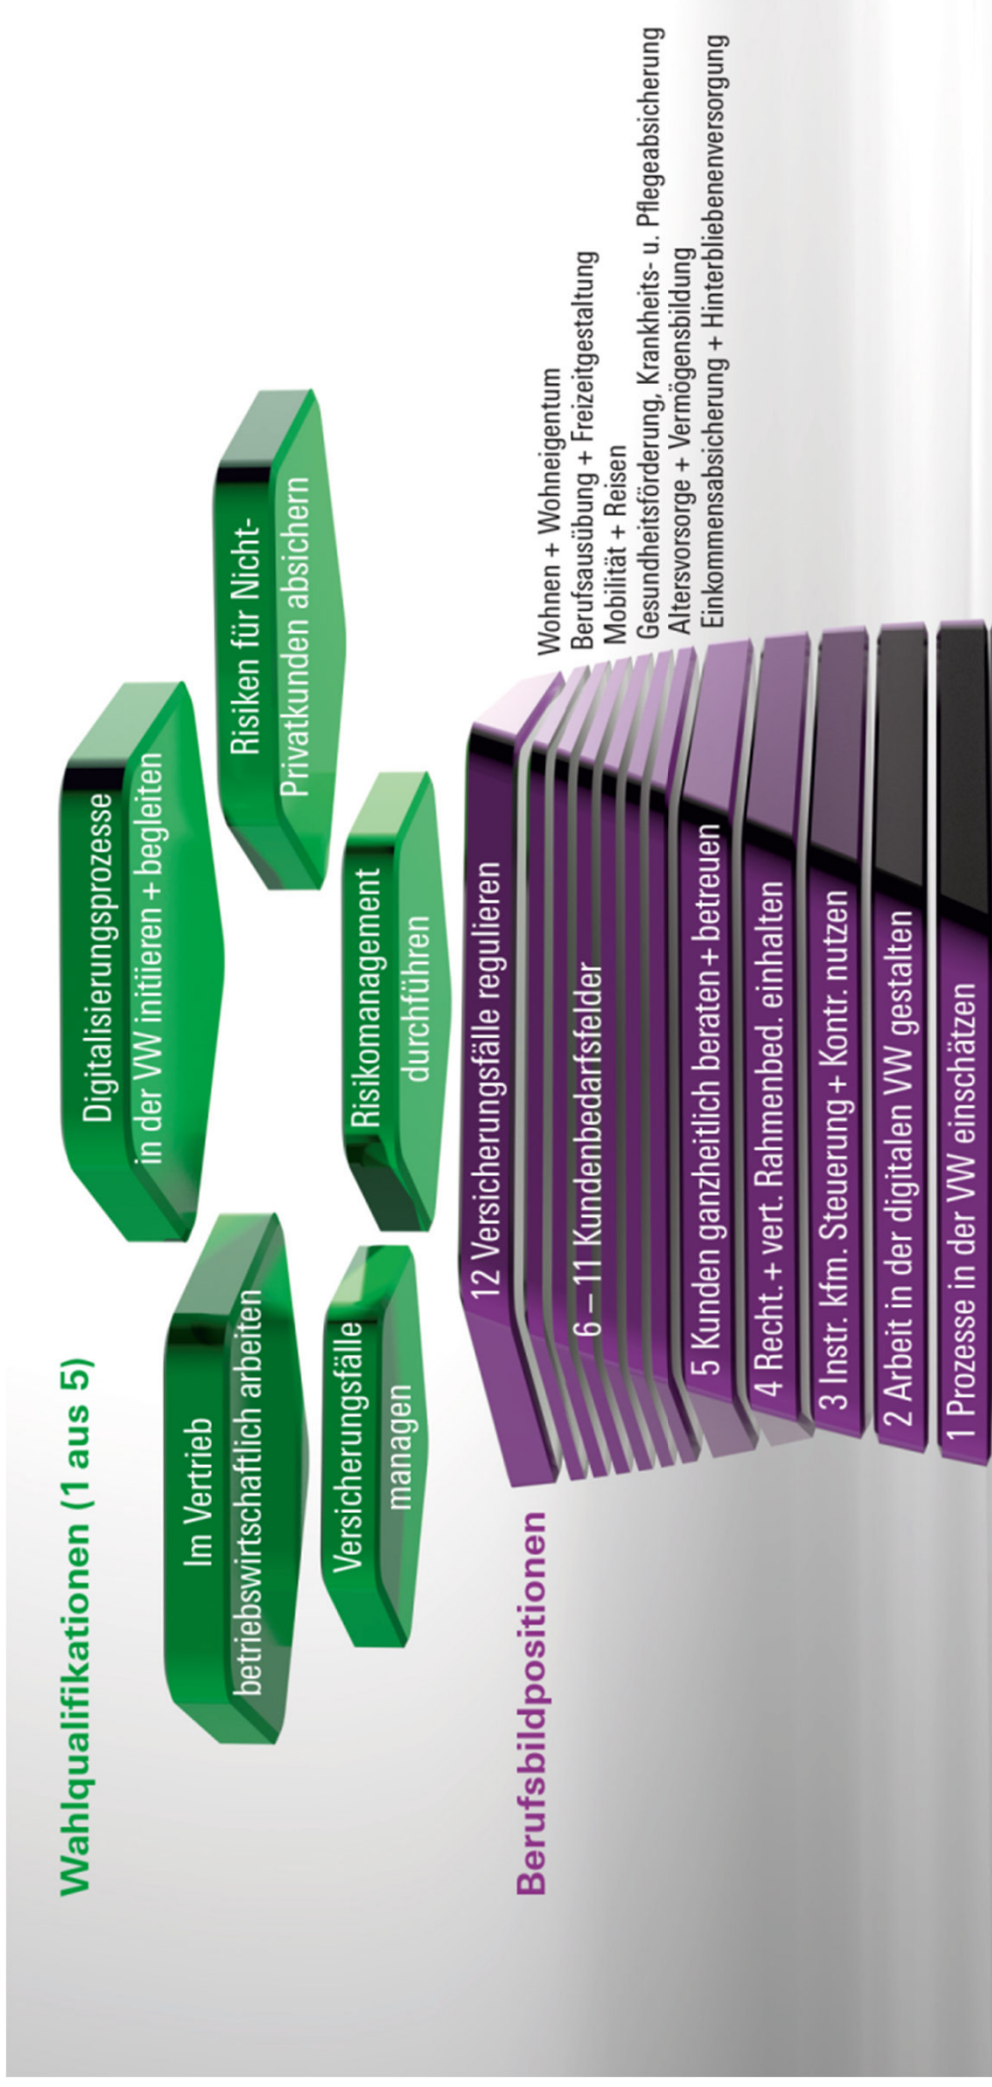 Wahlqualifikationen (1 aus 5)
Digitalisierungsprozesse
in der VW initiieren + begleiten
Im Vertrieb
betriebswirtschaftlich arbeiten
Risiken für Nicht-
Privatkunden absichern
Versicherungsfälle
managen
Risikomanagement
durchführen
Berufsbildpositionen
12 Versicherungsfälle regulieren
6 – 11 Kundenbedarfsfelder
Wohnen + Wohneigentum
Berufsausübung + Freizeitgestaltung
Mobilität + Reisen
Gesundheitsförderung, Krankheits- u. Pflegeabsicherung
Altersvorsorge + Vermögensbildung
Einkommensabsicherung + Hinterbliebenenversorgung
5 Kunden ganzheitlich beraten + betreuen
4 Recht. + vert. Rahmenbed. einhalten
3 Instr. kfm. Steuerung + Kontr. nutzen
2 Arbeit in der digitalen VW gestalten
1 Prozesse in der VW einschätzen